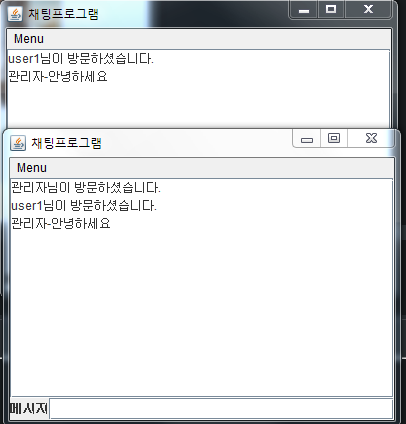 채팅프로그램
Menu
user1님이 방문하셨습니다.
관리자-안녕하세요
채팅프로그램
Menu
관리자님이 방문하셨습니다.
user1님이 방문하셨습니다.
관리자-안녕하세요
메시지